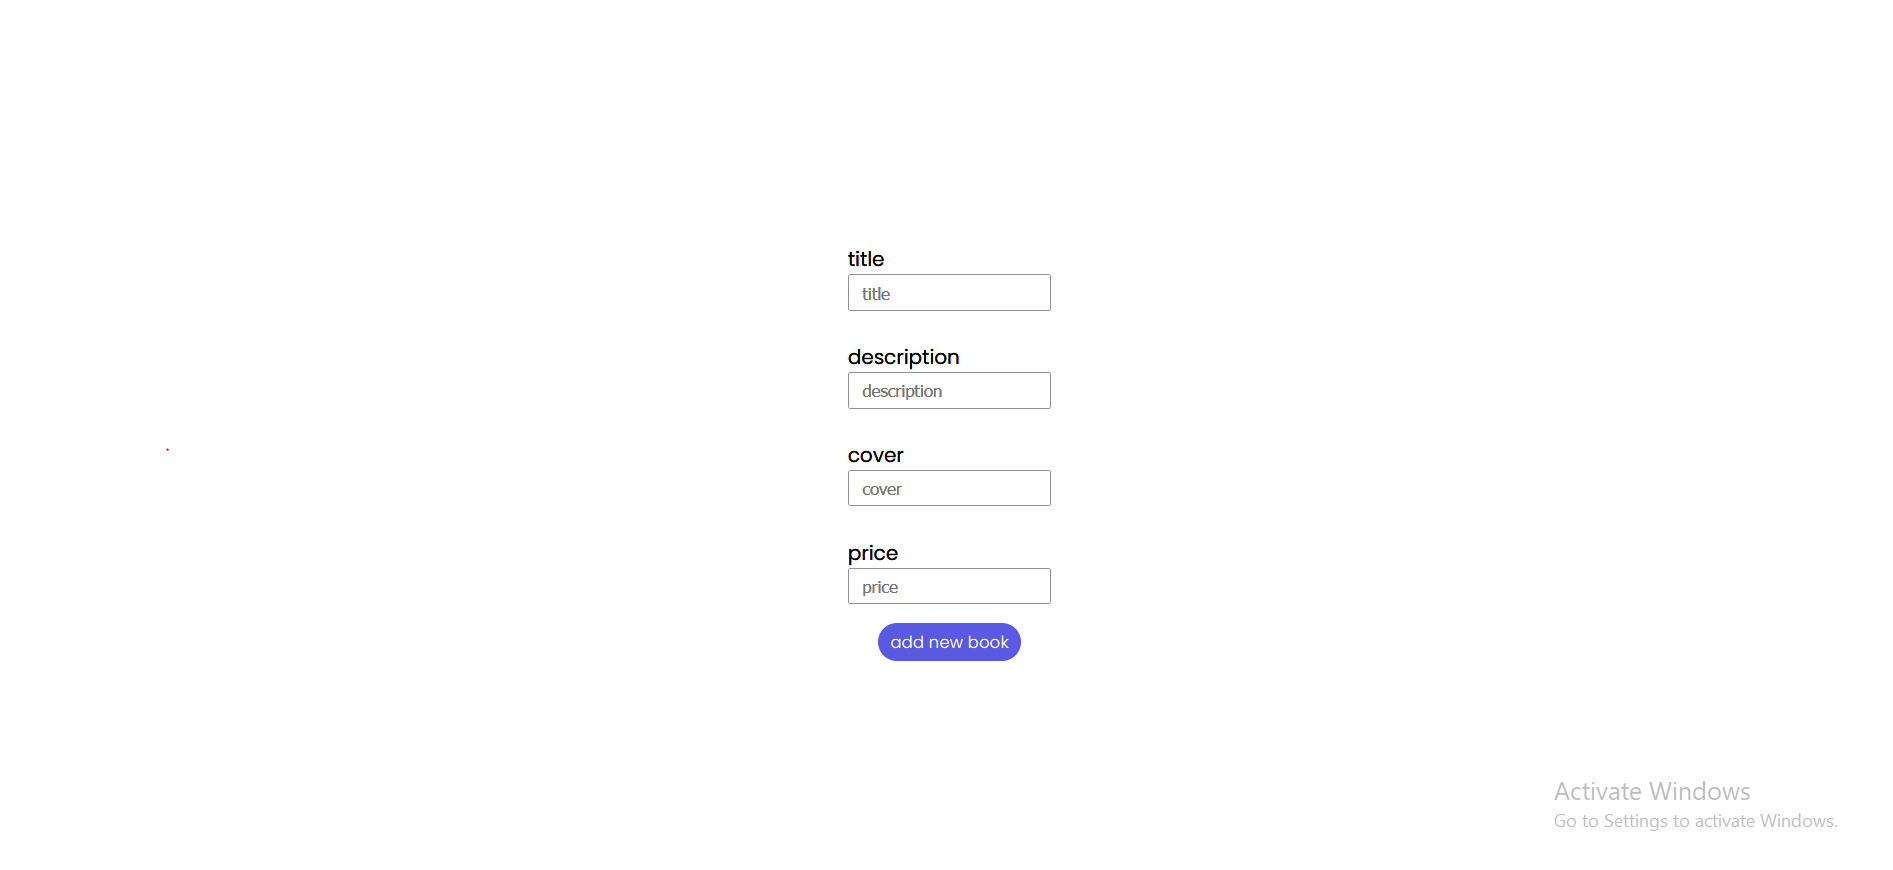 title
title
description
description
cover
cover
price
price
add new book
Activate Windows
Go to Settings to activate Windows.